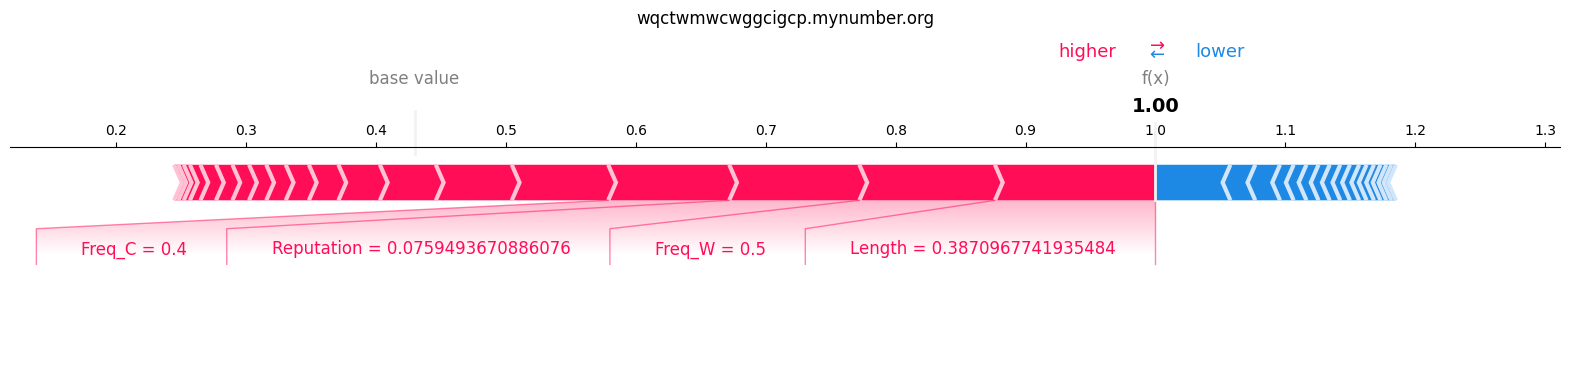 wqctwmwcwggcigcp.mynumber.org
higher ⇄ lower
base value f(x)
1.00
0.2 0.3 0.4 0.5 0.6 0.7 0.8 0.9 1.0 1.1 1.2 1.3
Freq_C = 0.4 Reputation = 0.0759493670886076 Freq_W = 0.5 Length = 0.3870967741935484